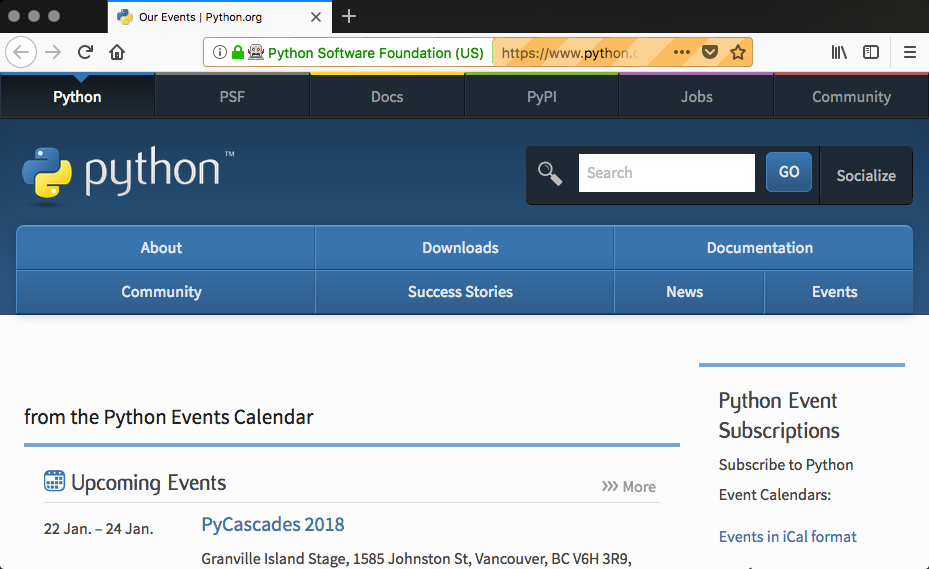 Our Events | Python.org
Python Software Foundation (US) https://www.python.
Python PSF Docs PyPI Jobs Community
python™
Search GO Socialize
About Downloads Documentation
Community Success Stories News Events
from the Python Events Calendar
Python Event
Subscriptions
Subscribe to Python
Event Calendars:
Events in iCal format
Upcoming Events
››› More
22 Jan. – 24 Jan. PyCascades 2018
Granville Island Stage, 1585 Johnston St, Vancouver, BC V6H 3R9,